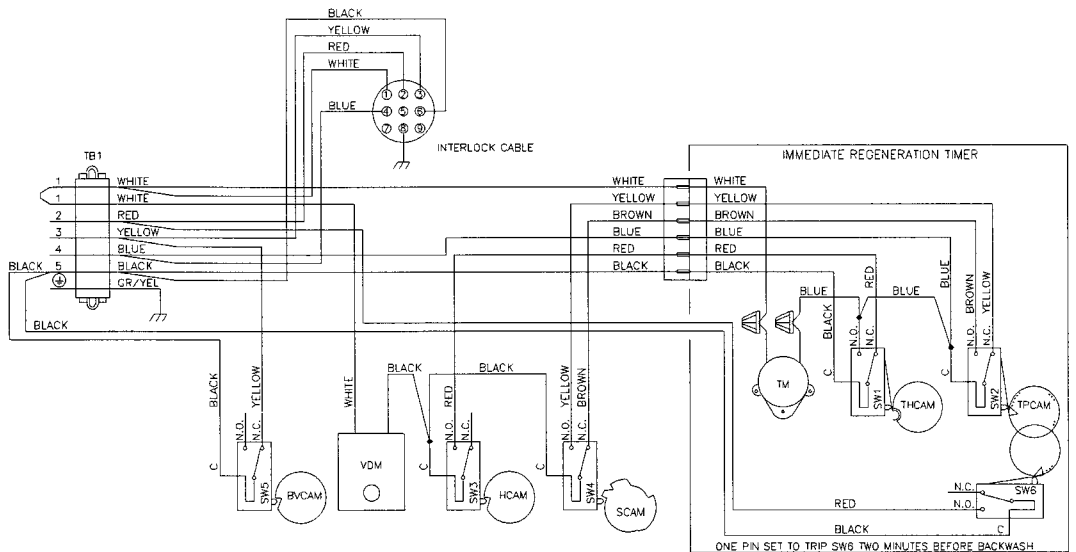 BLACK
YELLOW
RED
WHITE
1 2 3
BLUE
4 5 6
7 8 9
INTERLOCK CABLE
TB1
IMMEDIATE REGENERATION TIMER
1 WHITE
WHITE WHITE
1 WHITE
YELLOW YELLOW
2 RED
BROWN BROWN
3 YELLOW
BLUE BLUE
4 BLUE
RED RED
BLACK 5 BLACK
BLACK BLACK
GR/YEL
BLACK
BLUE
BLACK
RED
BLUE
BLUE
BROWN
YELLOW
N.O.
N.C.
N.O.
N.C.
C
SW1
THCAM
C
SW2
TPCAM
TM
BLACK
YELLOW
WHITE
BLACK
RED
BLACK
YELLOW
BROWN
N.O.
N.C.
N.O.
N.C.
N.O.
N.C.
C
SW5
BVCAM
VDM
C
SW3
HCAM
C
SW4
SCAM
N.C.
N.O.
SW6
C
RED
BLACK
ONE PIN SET TO TRIP SW6 TWO MINUTES BEFORE BACKWASH